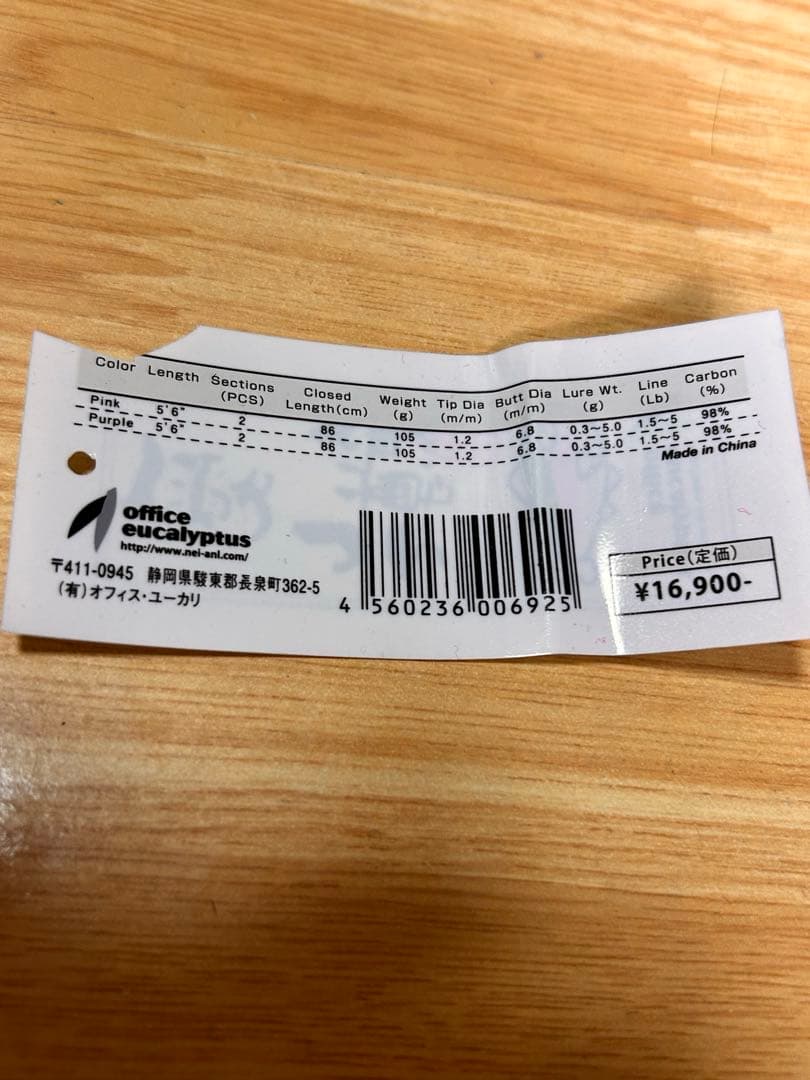 Color Length Sections (PCS) Closed Length(cm) Weight (g) Tip Dia (m/m) Butt Dia (m/m) Lure Wt. (g) Line (Lb) Carbon (%)
Pink 5'6" 2 86 105 1.2 6.8 0.3～5.0 1.5～5 98%
Purple 5'6" 2 86 105 1.2 6.8 0.3～5.0 1.5～5 98%
Made in China
office
eucalyptus
http://www.nei-anl.com/
〒411-0945 静岡県駿東郡長泉町362-5
(有)オフィス・ユーカリ
4 560236 006925
Price(定価)
¥16,900-